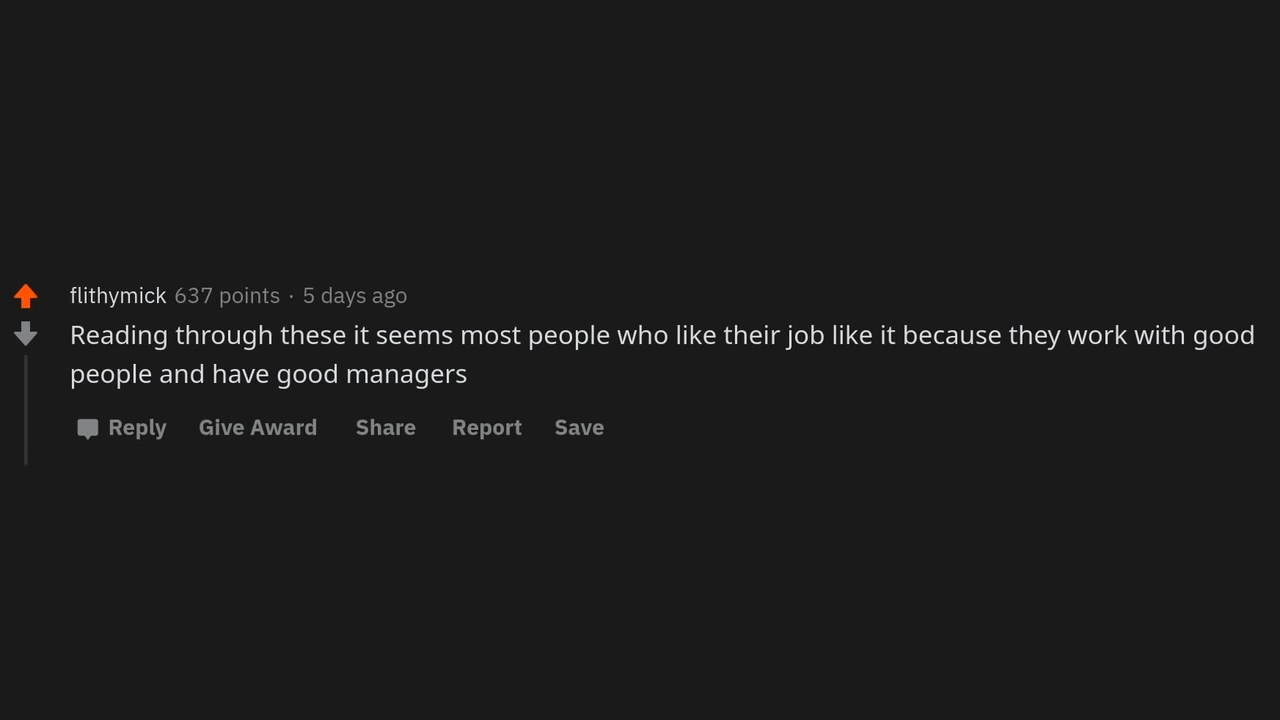 flithymick 637 points · 5 days ago
Reading through these it seems most people who like their job like it because they work with good
people and have good managers
Reply Give Award Share Report Save